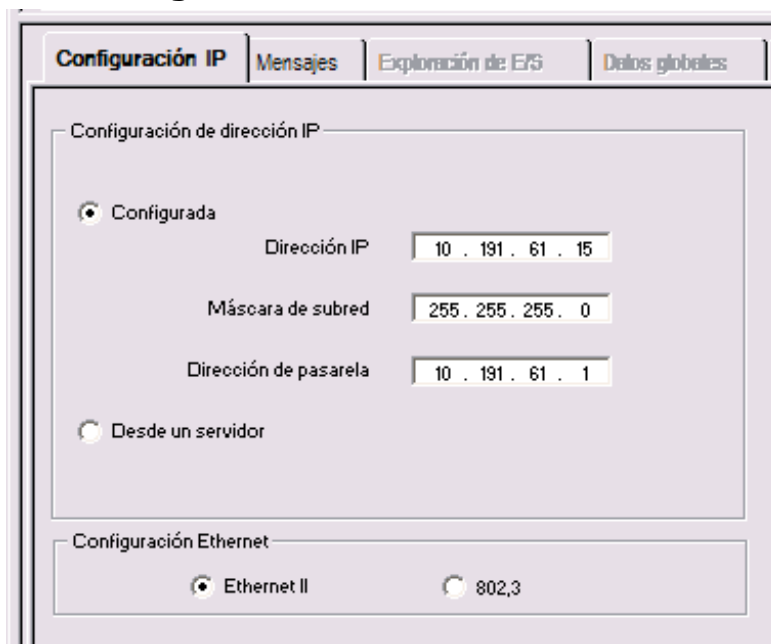 Configuración IP Mensajes Exploración de E/S Datos globales
Configuración de dirección IP
Configurada
Dirección IP 10 . 191 . 61 . 15
Máscara de subred 255 . 255 . 255 . 0
Dirección de pasarela 10 . 191 . 61 . 1
Desde un servidor
Configuración Ethernet
Ethernet II 802,3